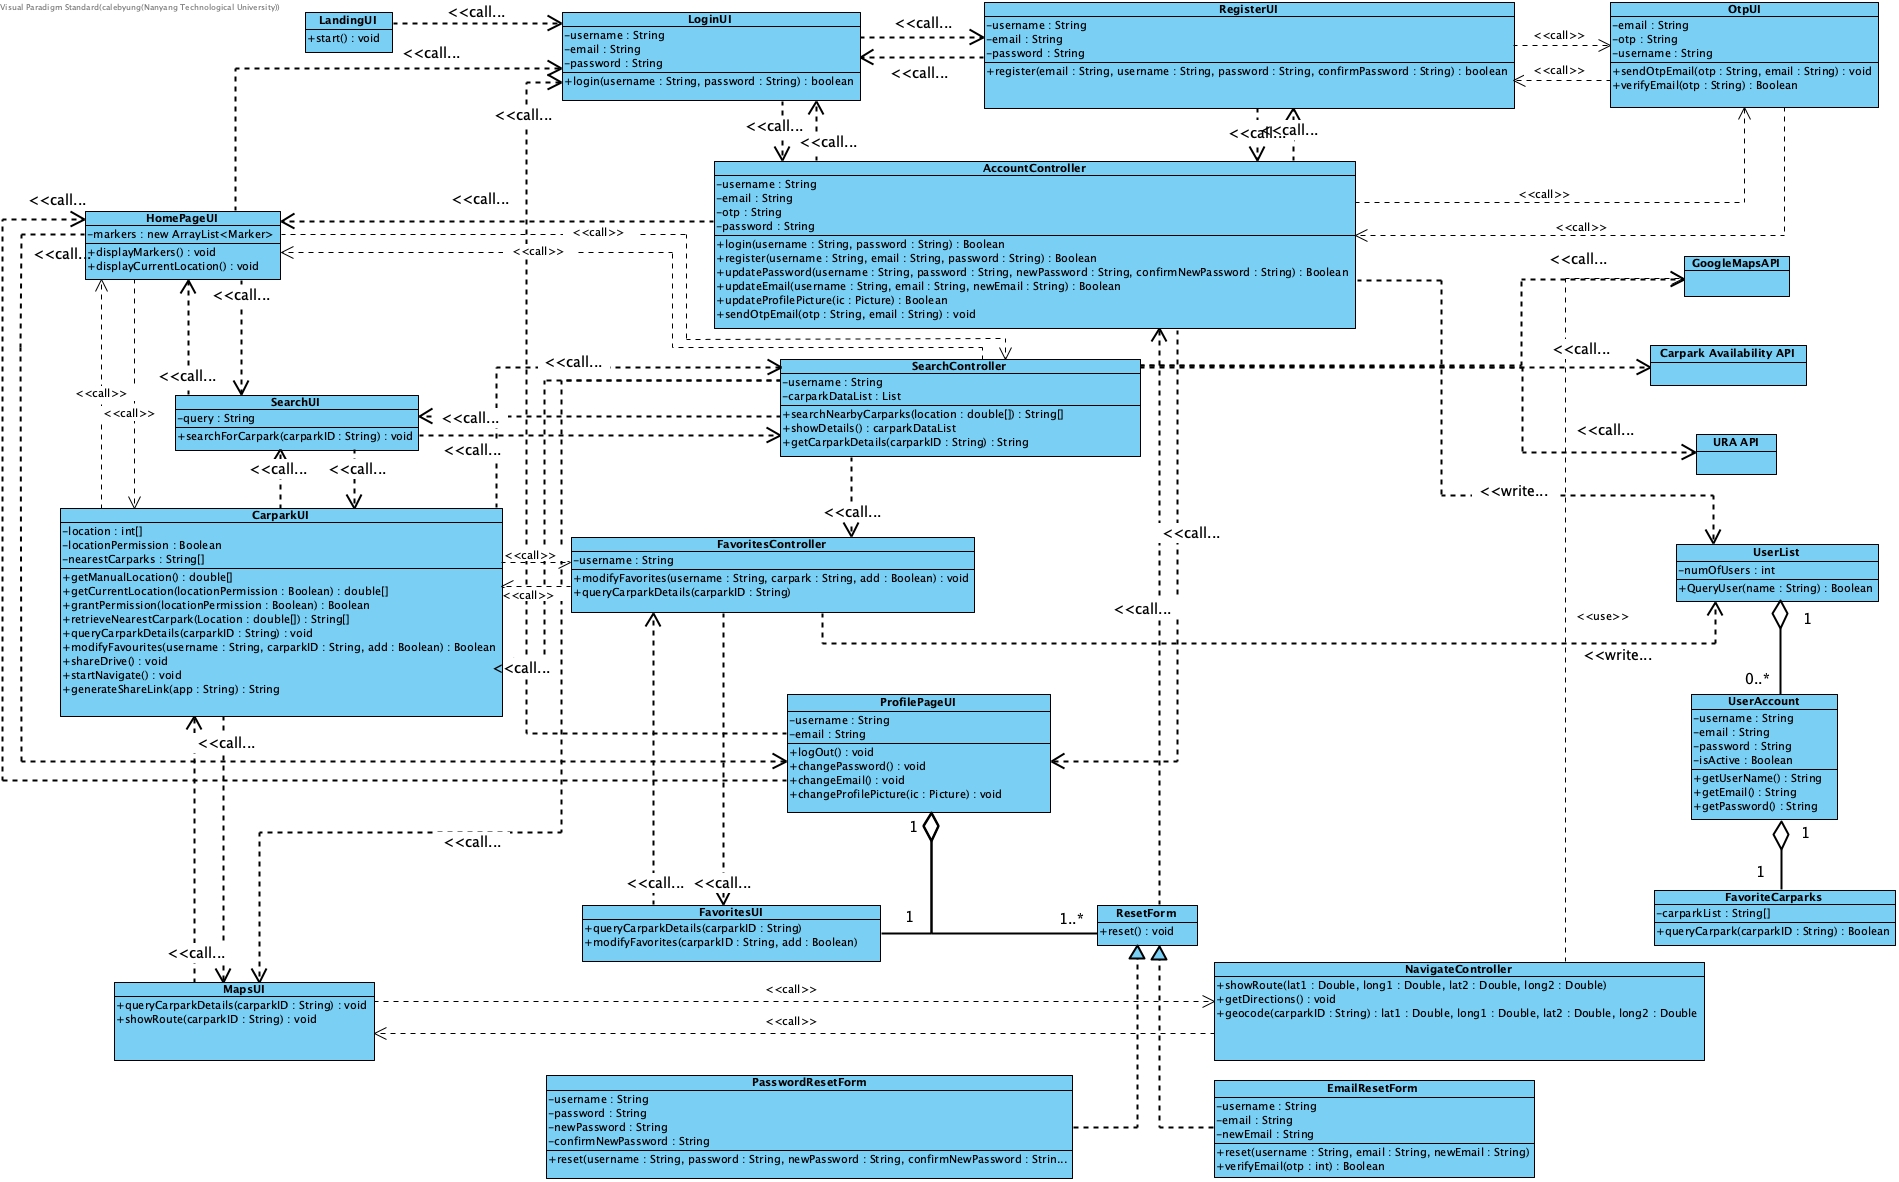 Visual Paradigm Standard(calebyung(Nanyang Technological University))
LandingUI
+start() : void
<<call...
LoginUI
-username : String
-email : String
-password : String
+login(username : String, password : String) : boolean
<<call...
<<call...
RegisterUI
-username : String
-email : String
-password : String
+register(email : String, username : String, password : String, confirmPassword : String) : boolean
<<call>>
<<call>>
OtpUI
-email : String
-otp : String
-username : String
+sendOtpEmail(otp : String, email : String) : void
+verifyEmail(otp : String) : Boolean
<<call...
<<call...
<<call...
<<call...
<<call...
<<call...
AccountController
-username : String
-email : String
-otp : String
-password : String
+login(username : String, password : String) : Boolean
+register(username : String, email : String, password : String) : Boolean
+updatePassword(username : String, password : String, newPassword : String, confirmNewPassword : String) : Boolean
+updateEmail(username : String, email : String, newEmail : String) : Boolean
+updateProfilePicture(ic : Picture) : Boolean
+sendOtpEmail(otp : String, email : String) : void
<<call>>
<<call>>
<<call...
<<call...
<<call...
HomePageUI
-markers : new ArrayList<Marker>
+displayMarkers() : void
+displayCurrentLocation() : void
<<call>>
<<call>>
<<call...
<<call...
<<call>>
<<call>>
<<call...
GoogleMapsAPI
<<call...
Carpark Availability API
<<call...
URA API
<<call...
SearchController
-username : String
-carparkDataList : List
+searchNearbyCarparks(location : double[]) : String[]
+showDetails() : carparkDataList
+getCarparkDetails(carparkID : String) : String
SearchUI
-query : String
+searchForCarpark(carparkID : String) : void
<<call...
<<call...
<<call...
<<call...
<<call...
<<write...
<<call...
CarparkUI
-location : int[]
-locationPermission : Boolean
-nearestCarparks : String[]
+getManualLocation() : double[]
+getCurrentLocation(locationPermission : Boolean) : double[]
+grantPermission(locationPermission : Boolean) : Boolean
+retrieveNearestCarpark(Location : double[]) : String[]
+queryCarparkDetails(carparkID : String) : void
+modifyFavourites(username : String, carparkID : String, add : Boolean) : Boolean
+shareDrive() : void
+startNavigate() : void
+generateShareLink(app : String) : String
<<call>>
<<call>>
FavoritesController
-username : String
+modifyFavorites(username : String, carpark : String, add : Boolean) : void
+queryCarparkDetails(carparkID : String)
UserList
-numOfUsers : int
+QueryUser(name : String) : Boolean
<<call...
<<use>>
1
<<write...
<<call...
0..*
UserAccount
-username : String
-email : String
-password : String
-isActive : Boolean
+getUserName() : String
+getEmail() : String
+getPassword() : String
ProfilePageUI
-username : String
-email : String
+logOut() : void
+changePassword() : void
+changeEmail() : void
+changeProfilePicture(ic : Picture) : void
<<call...
1
1
<<call...
1
<<call...
<<call...
FavoriteCarparks
-carparkList : String[]
+queryCarpark(carparkID : String) : Boolean
FavoritesUI
+queryCarparkDetails(carparkID : String)
+modifyFavorites(carparkID : String, add : Boolean)
1
1..*
ResetForm
+reset() : void
<<call...
MapsUI
+queryCarparkDetails(carparkID : String) : void
+showRoute(carparkID : String) : void
<<call>>
<<call>>
NavigateController
+showRoute(lat1 : Double, long1 : Double, lat2 : Double, long2 : Double)
+getDirections() : void
+geocode(carparkID : String) : lat1 : Double, long1 : Double, lat2 : Double, long2 : Double
PasswordResetForm
-username : String
-password : String
-newPassword : String
-confirmNewPassword : String
+reset(username : String, password : String, newPassword : String, confirmNewPassword : Strin...
EmailResetForm
-username : String
-email : String
-newEmail : String
+reset(username : String, email : String, newEmail : String)
+verifyEmail(otp : int) : Boolean